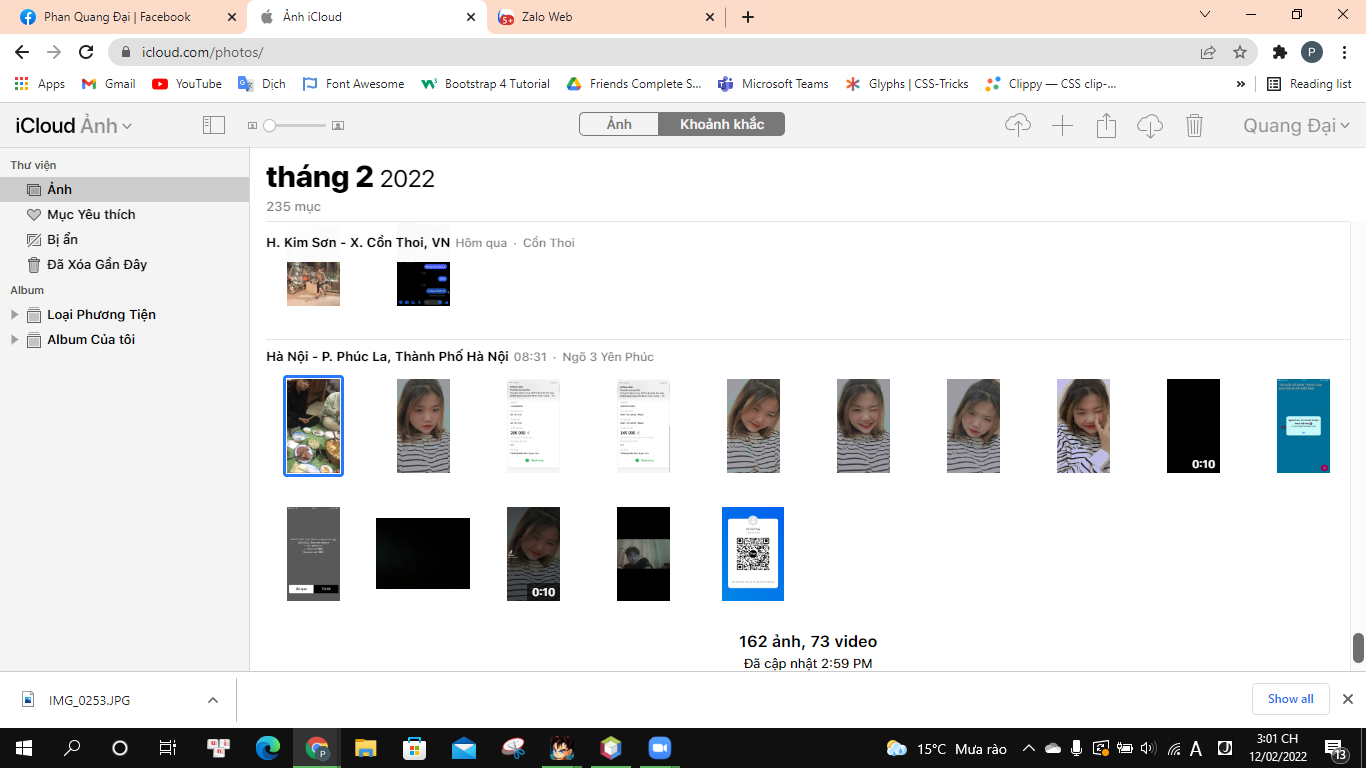 Phan Quang Đại | Facebook
Ảnh iCloud
Zalo Web
icloud.com/photos/
P
Apps
Gmail
YouTube
Dịch
Font Awesome
Bootstrap 4 Tutorial
Friends Complete S...
Microsoft Teams
Glyphs | CSS-Tricks
Clippy — CSS clip-...
»
Reading list
iCloud Ảnh
Ảnh
Khoảnh khắc
Quang Đại
Thư viện
Ảnh
Mục Yêu thích
Bị ẩn
Đã Xóa Gần Đây
Album
Loại Phương Tiện
Album Của tôi
tháng 2 2022
235 mục
H. Kim Sơn - X. Cồn Thoi, VN Hôm qua · Cồn Thoi
Hà Nội - P. Phúc La, Thành Phố Hà Nội 08:31 · Ngõ 3 Yên Phúc
0:10
0:10
162 ảnh, 73 video
Đã cập nhật 2:59 PM
IMG_0253.JPG
Show all
15°C Mưa rào
A
3:01 CH
12/02/2022
13